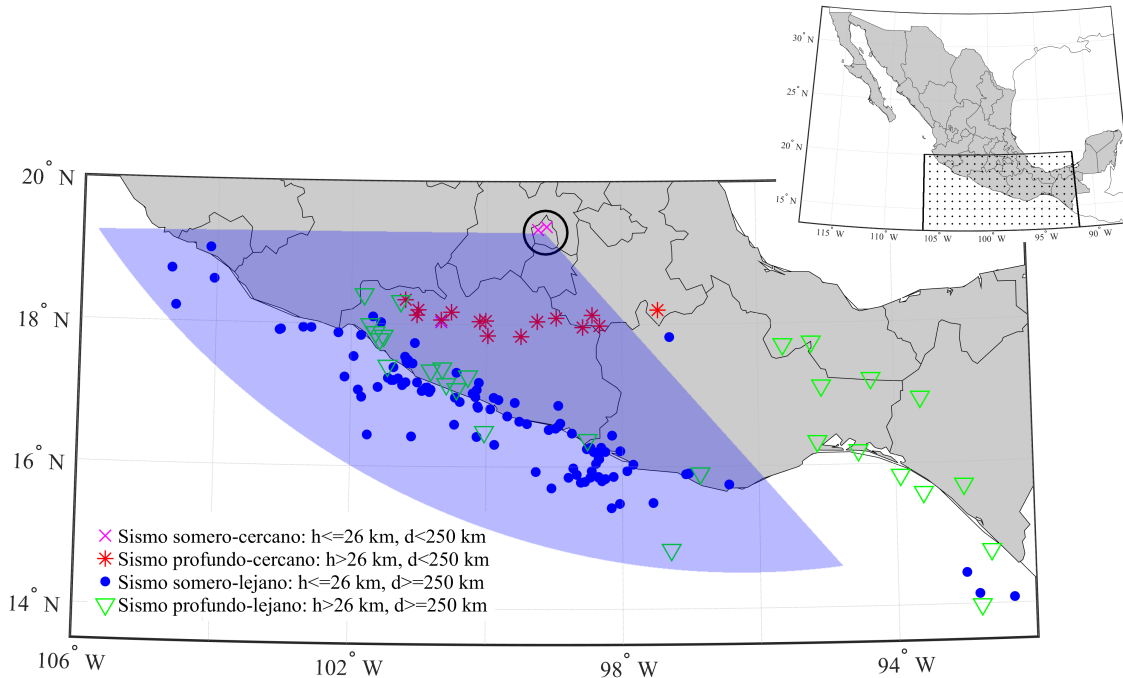 30° N
25° N
20° N
15° N
115° W
110° W
105° W
100° W
95° W
90° W
20° N
18° N
16° N
14° N
Sismo somero-cercano: h<=26 km, d<250 km
Sismo profundo-cercano: h>26 km, d<250 km
Sismo somero-lejano: h<=26 km, d>=250 km
Sismo profundo-lejano: h>26 km, d>=250 km
106° W
102° W
98° W
94° W